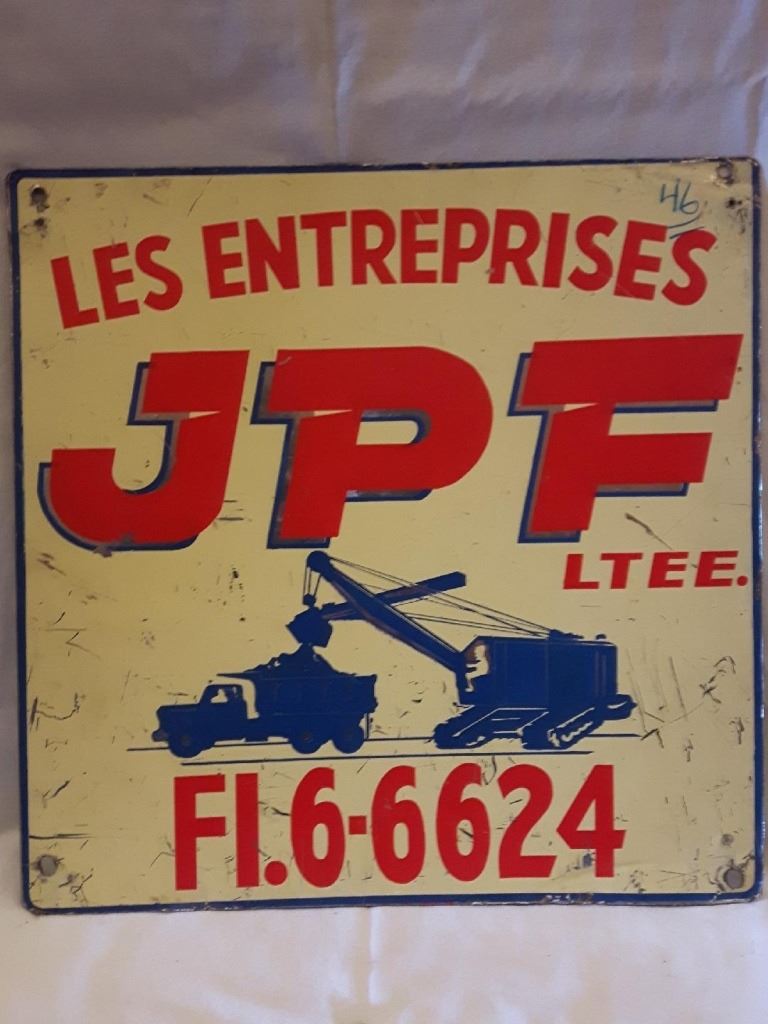 46
LES ENTREPRISES
JPF
LTEE.
FI.6-6624